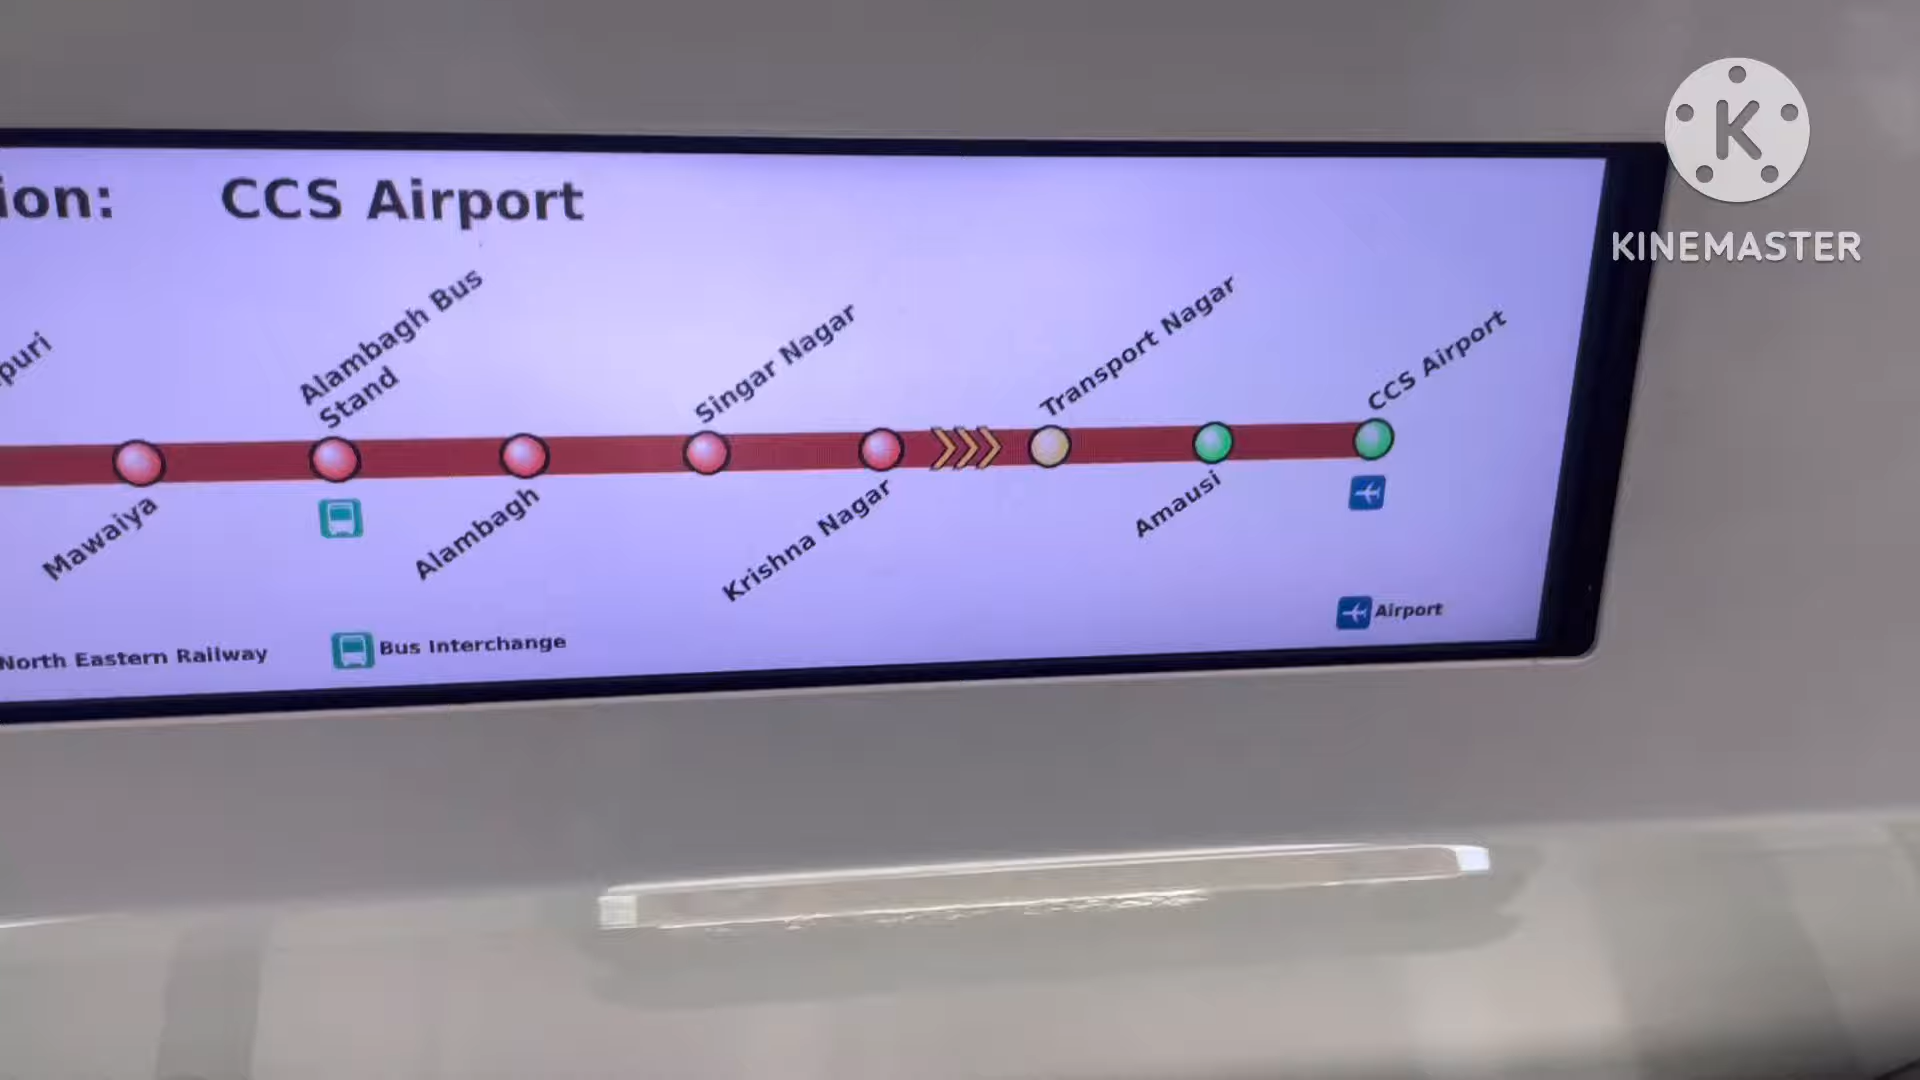 ion: CCS Airport
puri
Mawaiya
Alambagh Bus
Stand
Alambagh
Singar Nagar
Krishna Nagar
Transport Nagar
Amausi
CCS Airport
North Eastern Railway
Bus Interchange
Airport
K
KINEMASTER